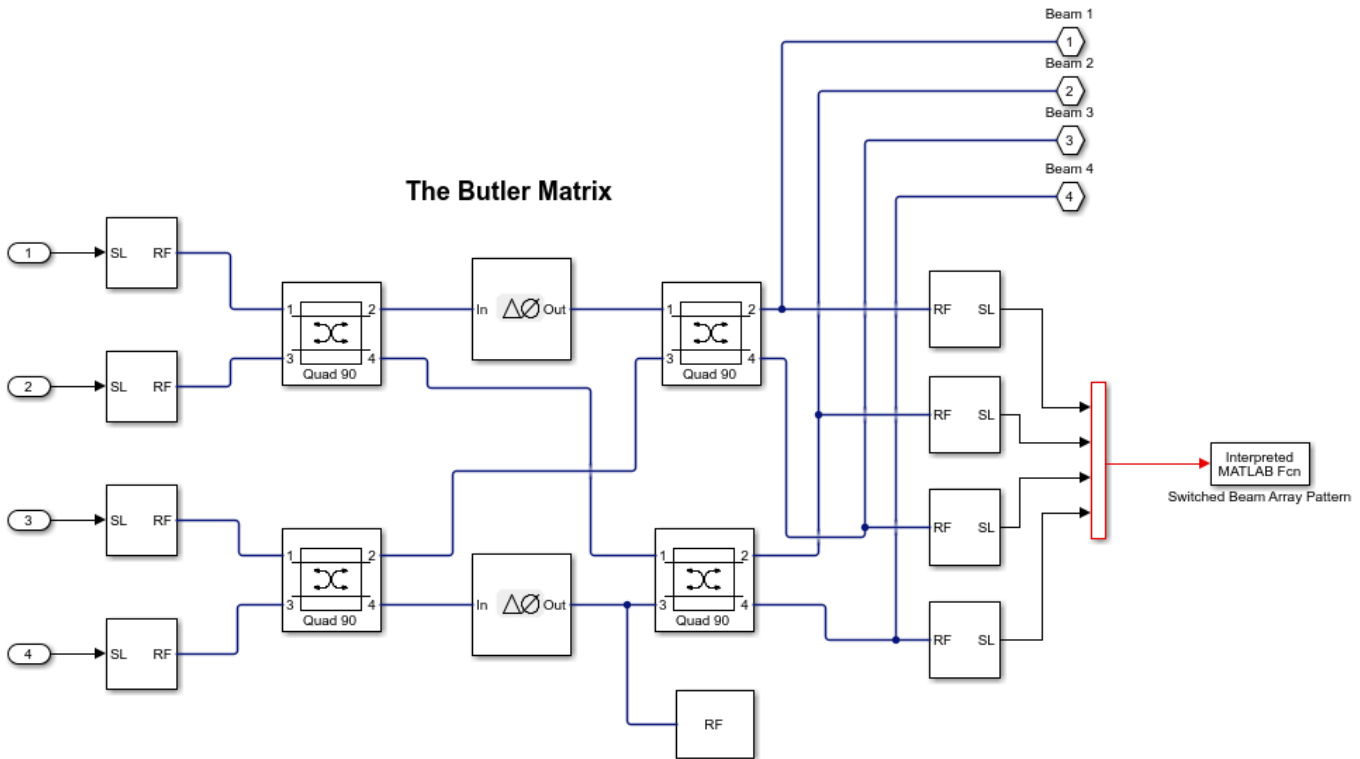 Beam 1
1
Beam 2
2
Beam 3
3
Beam 4
4
The Butler Matrix
1
SL RF
2
SL RF
3
SL RF
4
SL RF
1 2
3 4
Quad 90
In ΔØ Out
1 2
3 4
Quad 90
1 2
3 4
Quad 90
In ΔØ Out
1 2
3 4
Quad 90
RF
RF SL
RF SL
RF SL
RF SL
Interpreted
MATLAB Fcn
Switched Beam Array Pattern